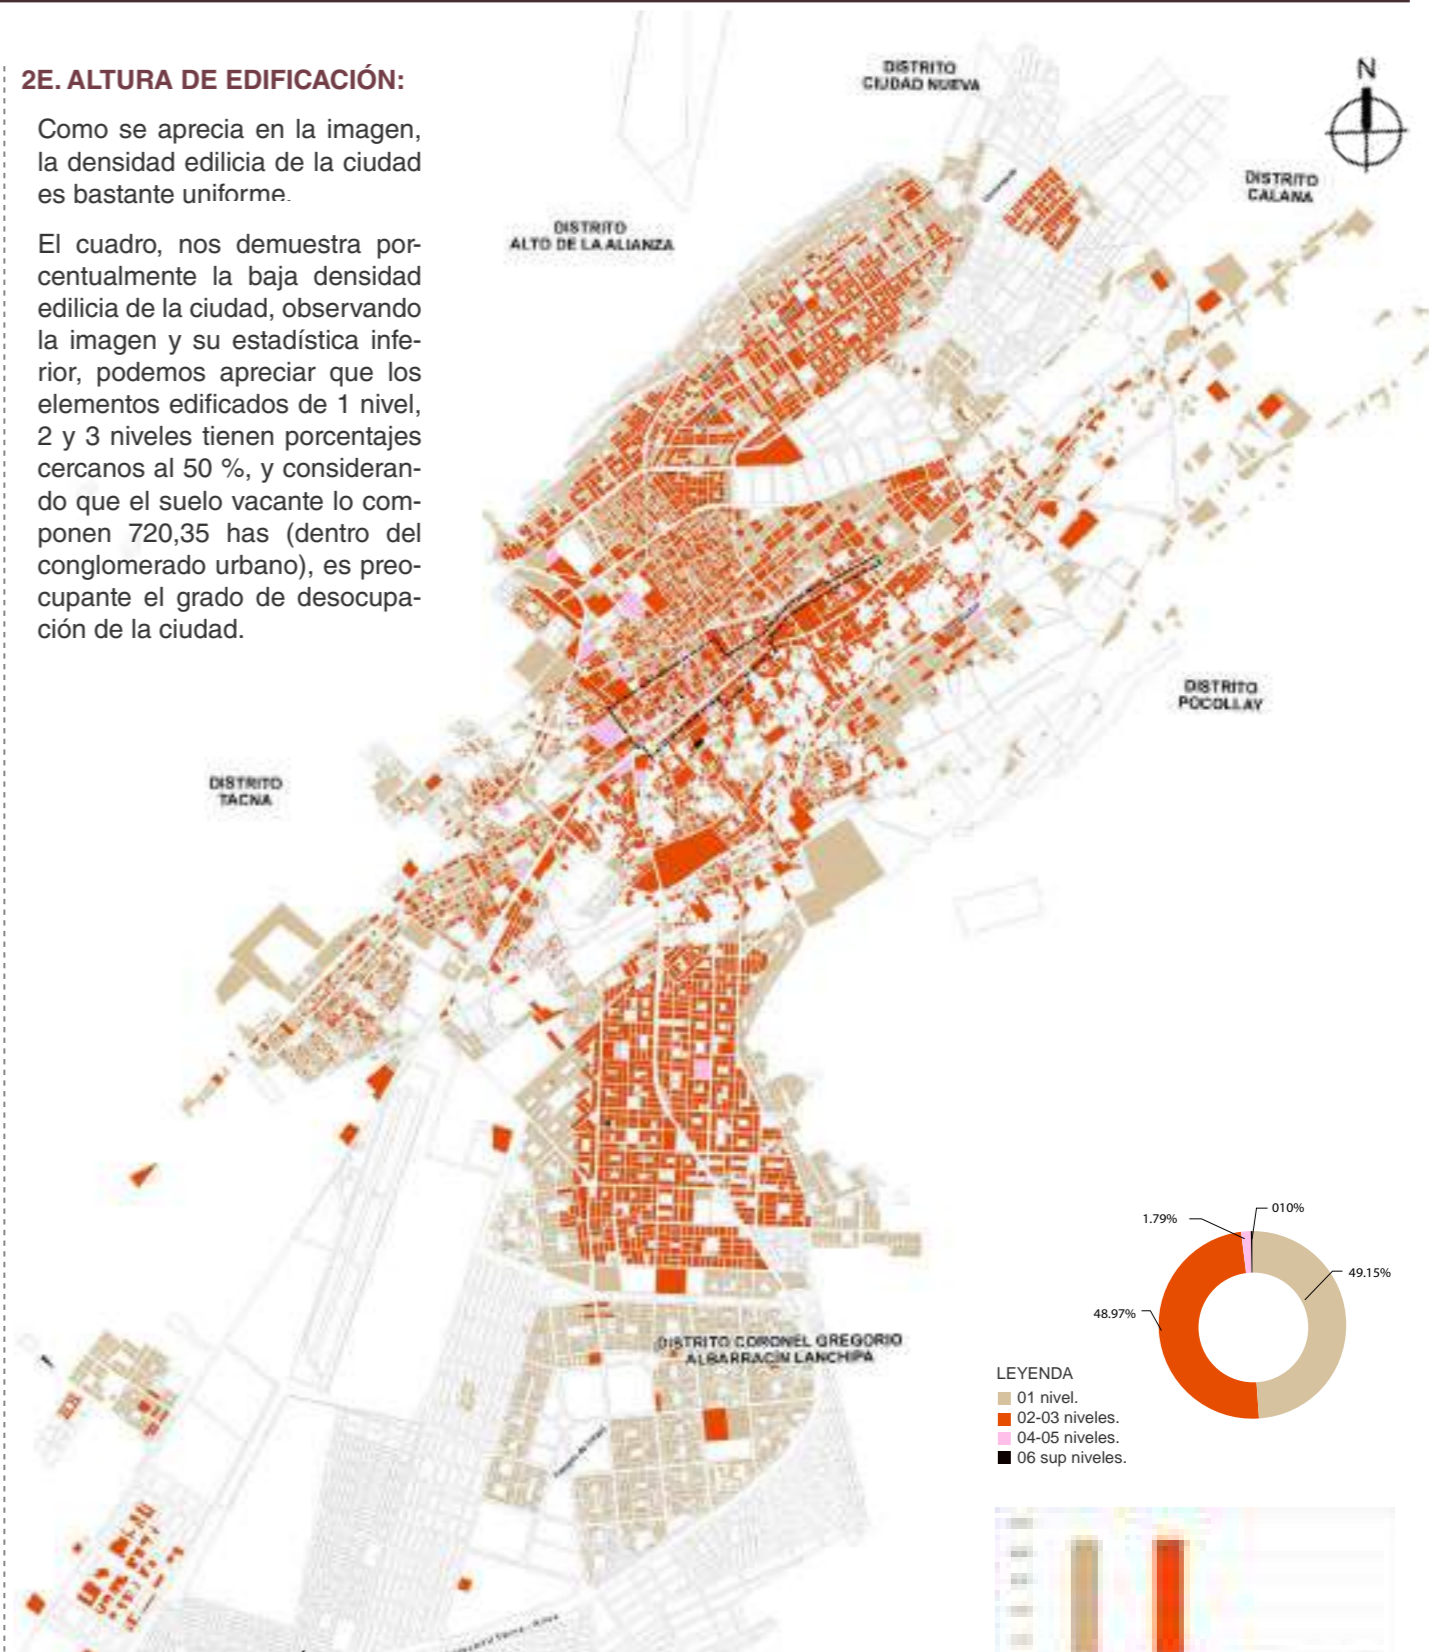 2E. ALTURA DE EDIFICACIÓN:
Como se aprecia en la imagen,
la densidad edilicia de la ciudad
es bastante uniforme.
El cuadro, nos demuestra por-
centualmente la baja densidad
edilicia de la ciudad, observando
la imagen y su estadística infe-
rior, podemos apreciar que los
elementos edificados de 1 nivel,
2 y 3 niveles tienen porcentajes
cercanos al 50 %, y consideran-
do que el suelo vacante lo com-
ponen 720,35 has (dentro del
conglomerado urbano), es preo-
cupante el grado de desocupa-
ción de la ciudad.
DISTRITO
CIUDAD NUEVA
N
DISTRITO
CALANA
DISTRITO
ALTO DE LA ALIANZA
DISTRITO
POCOLLAY
DISTRITO
TACNA
DISTRITO CORONEL GREGORIO
ALBARRACÍN LANCHIPA
1.79%
010%
49.15%
48.97%
LEYENDA
01 nivel.
02-03 niveles.
04-05 niveles.
06 sup niveles.